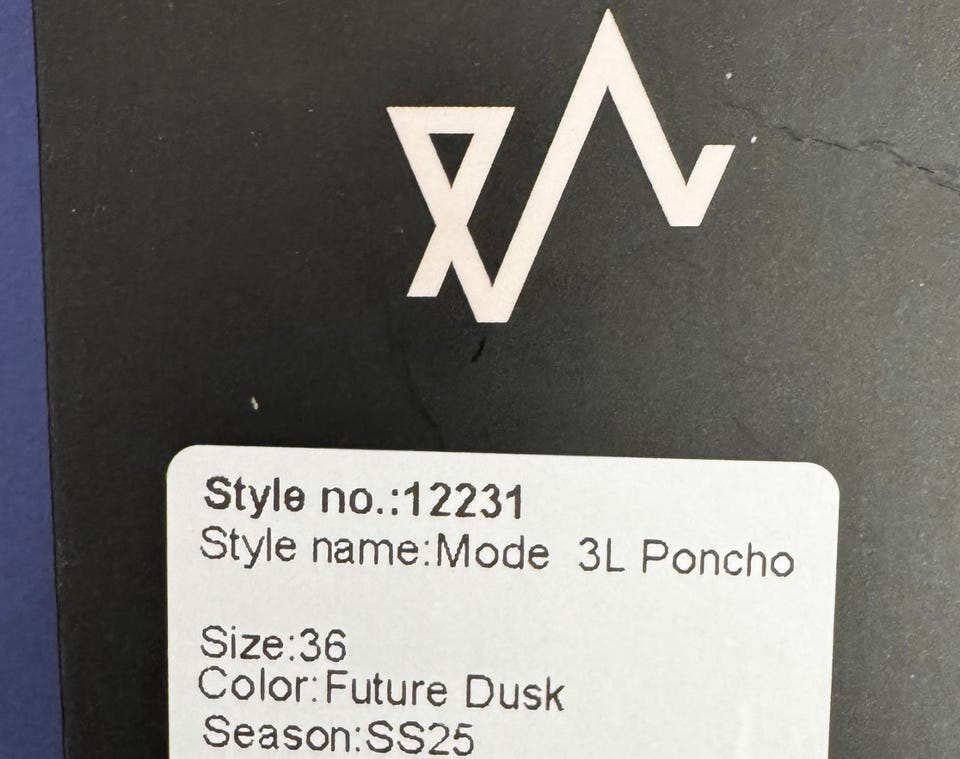 Style no.:12231
Style name:Mode 3L Poncho
Size:36
Color:Future Dusk
Season:SS25